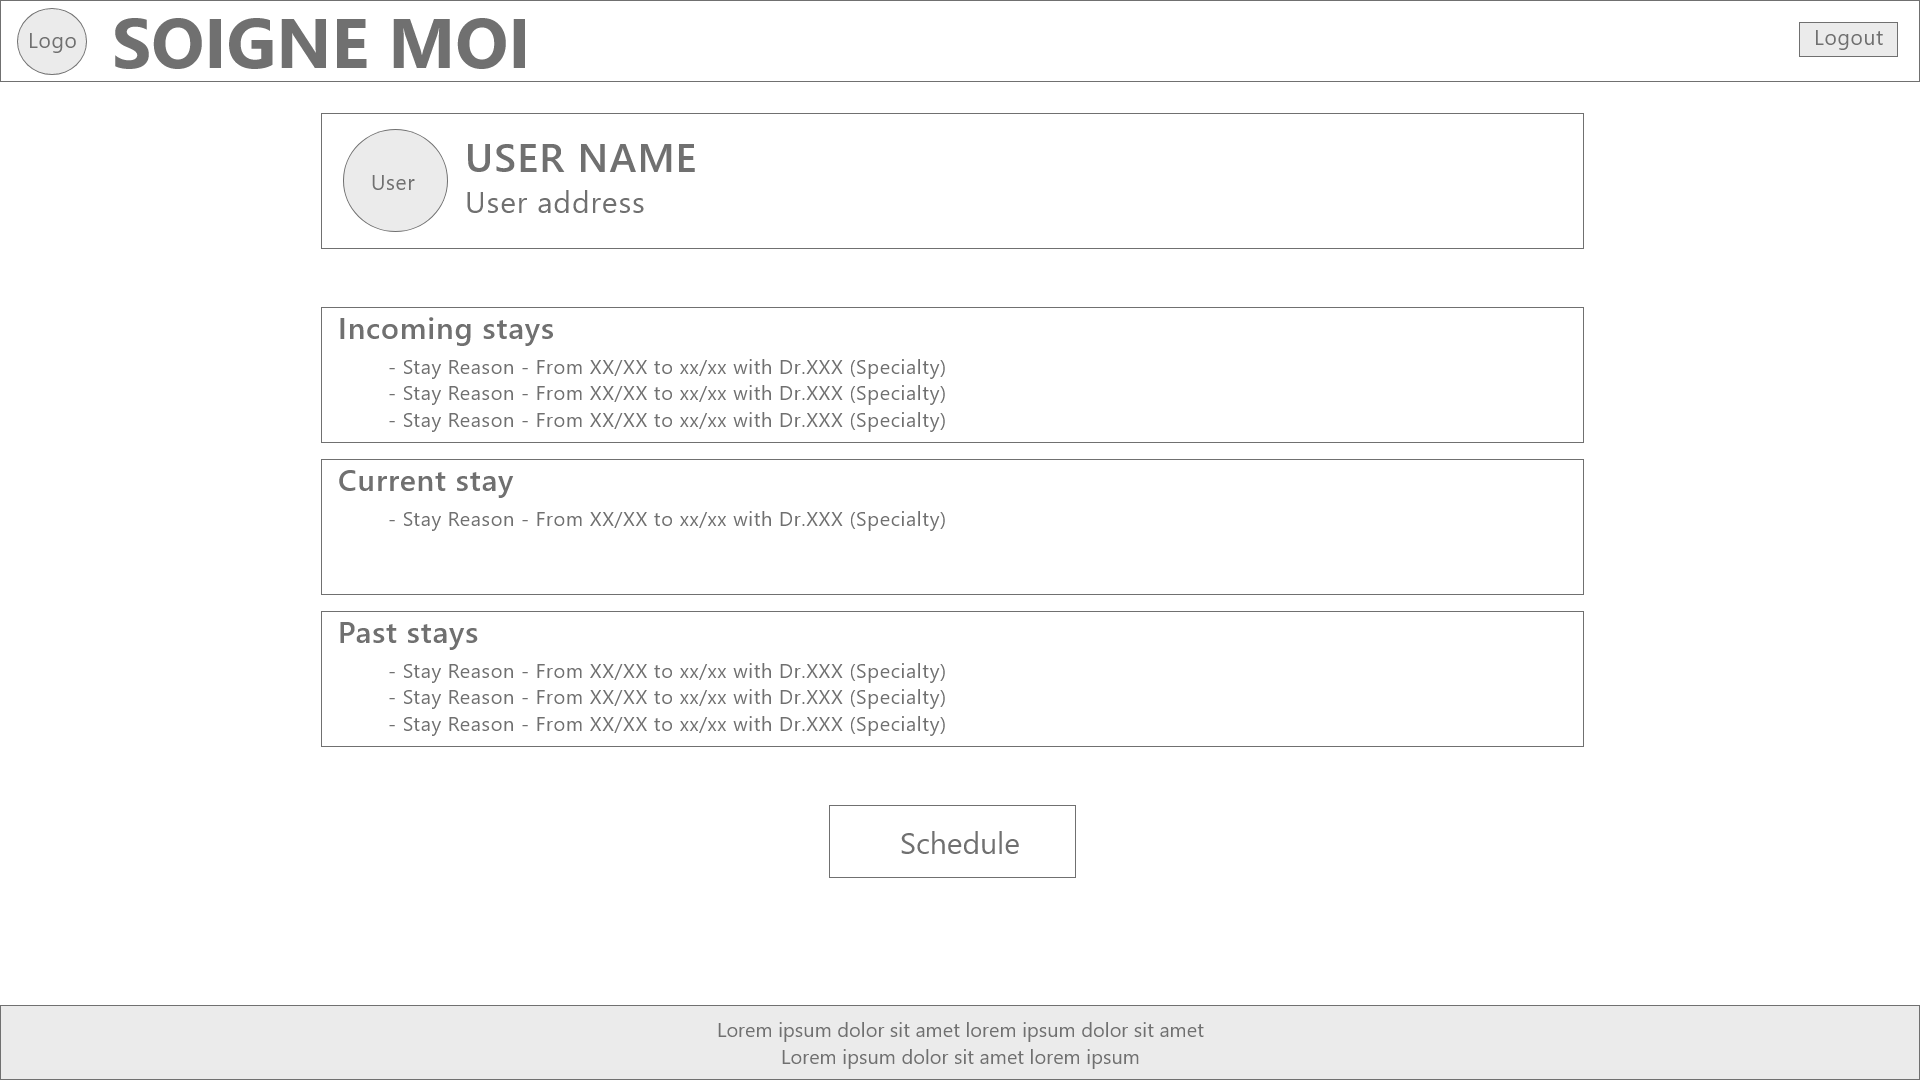 Logo
SOIGNE MOI
Logout
User
USER NAME
User address
Incoming stays
- Stay Reason - From XX/XX to xx/xx with Dr.XXX (Specialty)
- Stay Reason - From XX/XX to xx/xx with Dr.XXX (Specialty)
- Stay Reason - From XX/XX to xx/xx with Dr.XXX (Specialty)
Current stay
- Stay Reason - From XX/XX to xx/xx with Dr.XXX (Specialty)
Past stays
- Stay Reason - From XX/XX to xx/xx with Dr.XXX (Specialty)
- Stay Reason - From XX/XX to xx/xx with Dr.XXX (Specialty)
- Stay Reason - From XX/XX to xx/xx with Dr.XXX (Specialty)
Schedule
Lorem ipsum dolor sit amet lorem ipsum dolor sit amet
Lorem ipsum dolor sit amet lorem ipsum